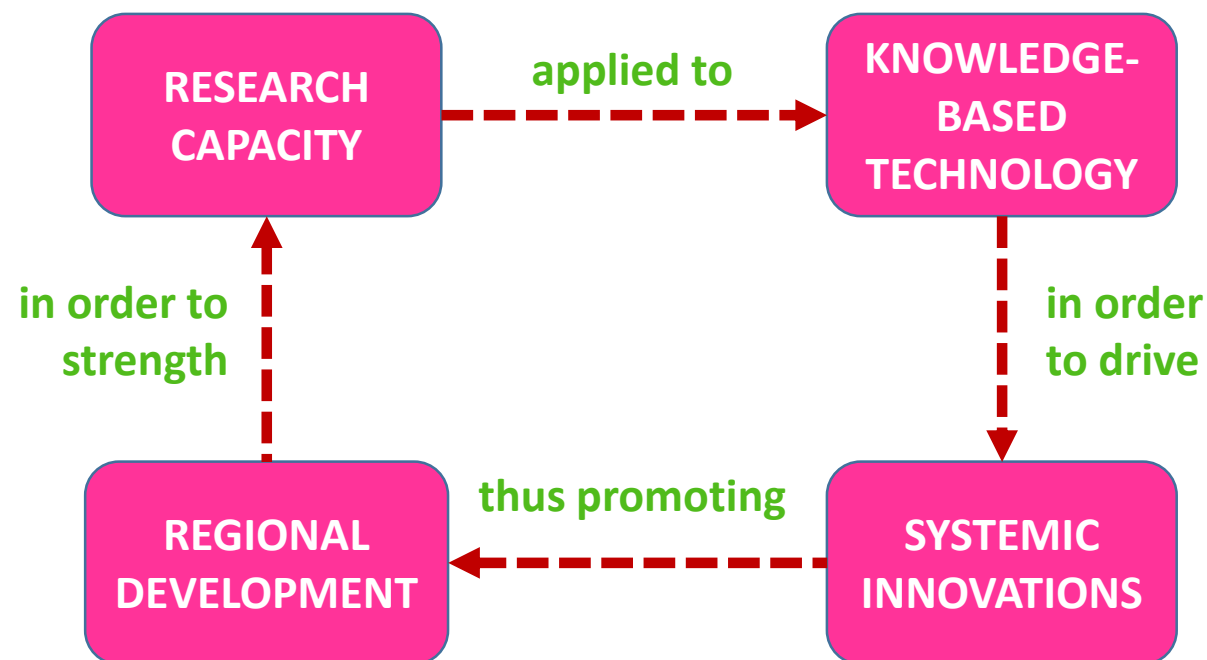 RESEARCH
CAPACITY
applied to
KNOWLEDGE-
BASED
TECHNOLOGY
in order
to drive
SYSTEMIC
INNOVATIONS
thus promoting
REGIONAL
DEVELOPMENT
in order to
strength